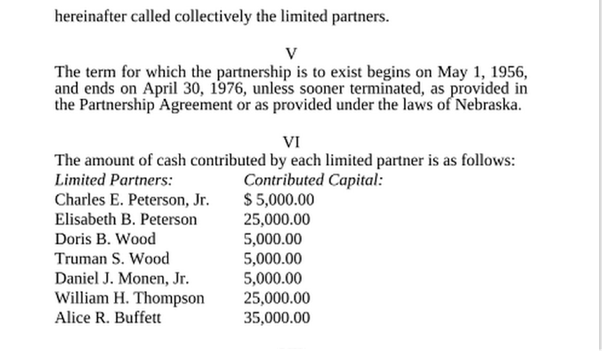 hereinafter called collectively the limited partners.
V
The term for which the partnership is to exist begins on May 1, 1956,
and ends on April 30, 1976, unless sooner terminated, as provided in
the Partnership Agreement or as provided under the laws of Nebraska.
VI
The amount of cash contributed by each limited partner is as follows:
Limited Partners: Contributed Capital:
Charles E. Peterson, Jr. $ 5,000.00
Elisabeth B. Peterson 25,000.00
Doris B. Wood 5,000.00
Truman S. Wood 5,000.00
Daniel J. Monen, Jr. 5,000.00
William H. Thompson 25,000.00
Alice R. Buffett 35,000.00